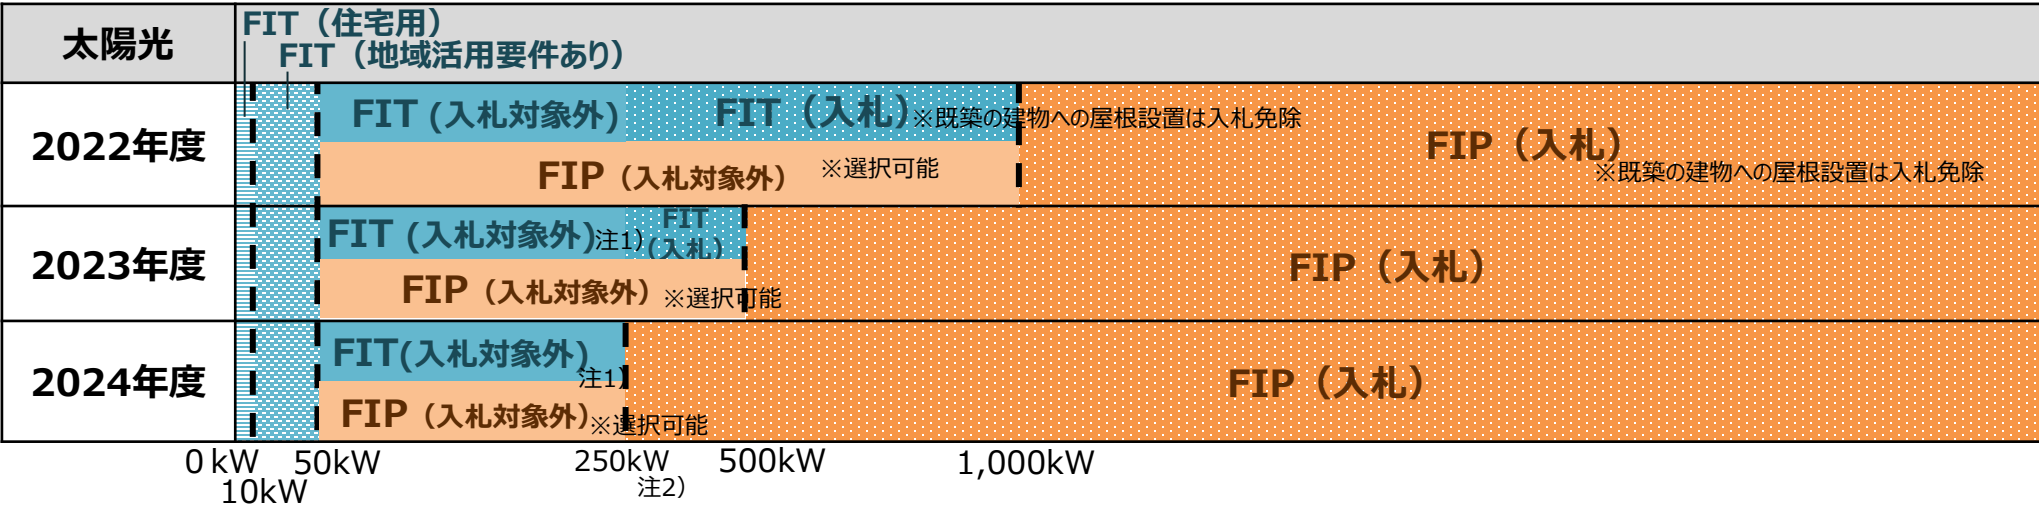 太陽光
FIT（住宅用）
FIT（地域活用要件あり）
2022年度
FIT (入札対象外)
FIT（入札）※既築の建物への屋根設置は入札免除
FIP（入札対象外） ※選択可能
FIP（入札）
※既築の建物への屋根設置は入札免除
2023年度
FIT (入札対象外)注1）
FIT
（入札）
FIP（入札対象外）※選択可能
FIP（入札）
2024年度
FIT(入札対象外)
注1）
FIP（入札対象外）※選択可能
FIP（入札）
0 kW
10kW
50kW
250kW
注2）
500kW
1,000kW